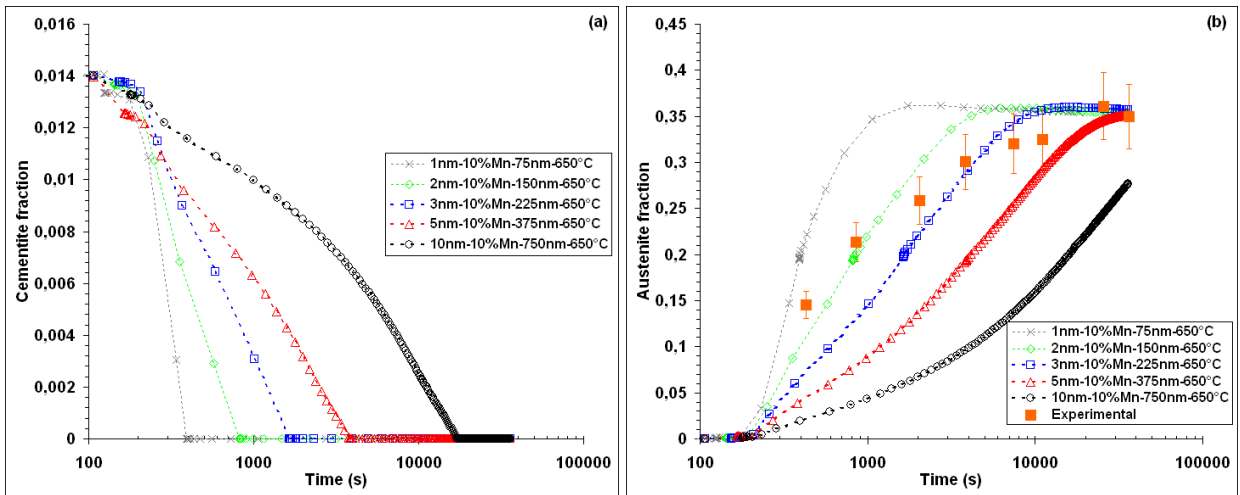 (a)
Cementite fraction
0,016
0,014
0,012
0,01
0,008
0,006
0,004
0,002
0
100
1000
10000
100000
Time (s)
1nm-10%Mn-75nm-650°C
2nm-10%Mn-150nm-650°C
3nm-10%Mn-225nm-650°C
5nm-10%Mn-375nm-650°C
10nm-10%Mn-750nm-650°C
(b)
Austenite fraction
0,45
0,4
0,35
0,3
0,25
0,2
0,15
0,1
0,05
0
100
1000
10000
100000
Time (s)
1nm-10%Mn-75nm-650°C
2nm-10%Mn-150nm-650°C
3nm-10%Mn-225nm-650°C
5nm-10%Mn-375nm-650°C
10nm-10%Mn-750nm-650°C
Experimental